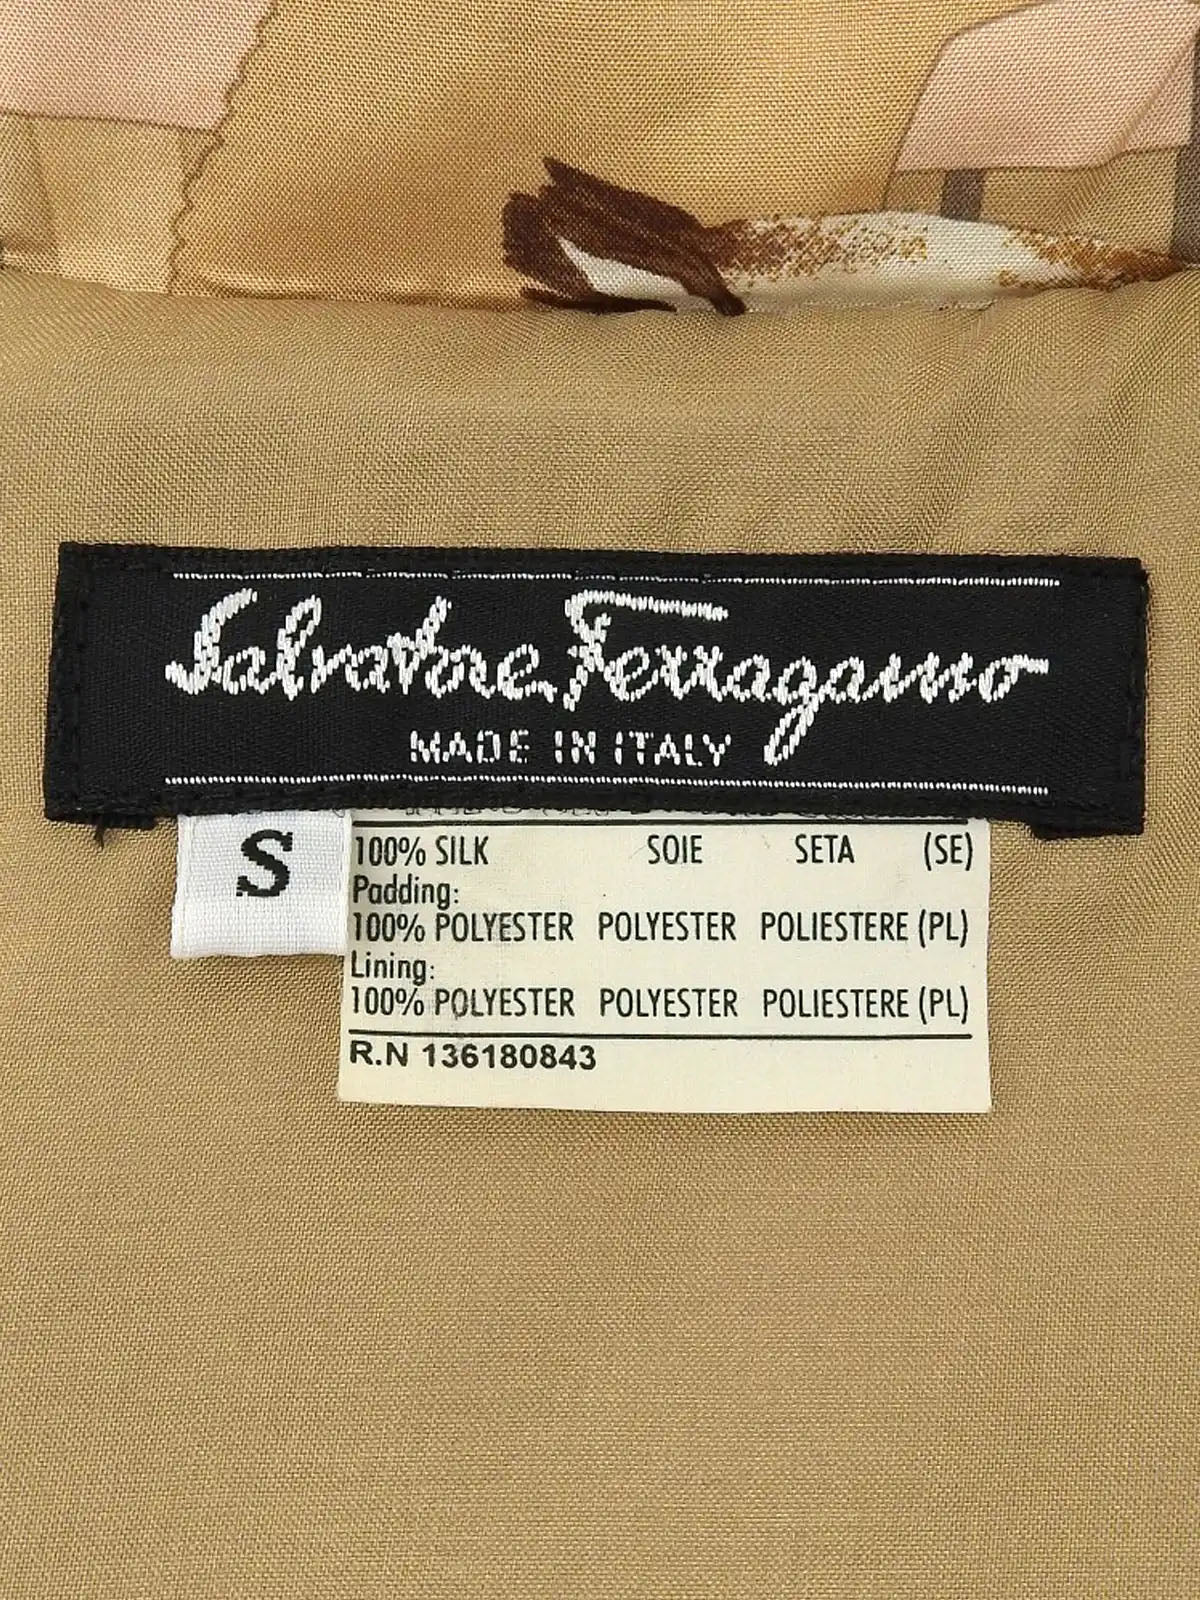 Salvatore Ferragamo
MADE IN ITALY
S
100% SILK SOIE SETA (SE)
Padding:
100% POLYESTER POLYESTER POLIESTERE (PL)
Lining:
100% POLYESTER POLYESTER POLIESTERE (PL)
R.N 136180843